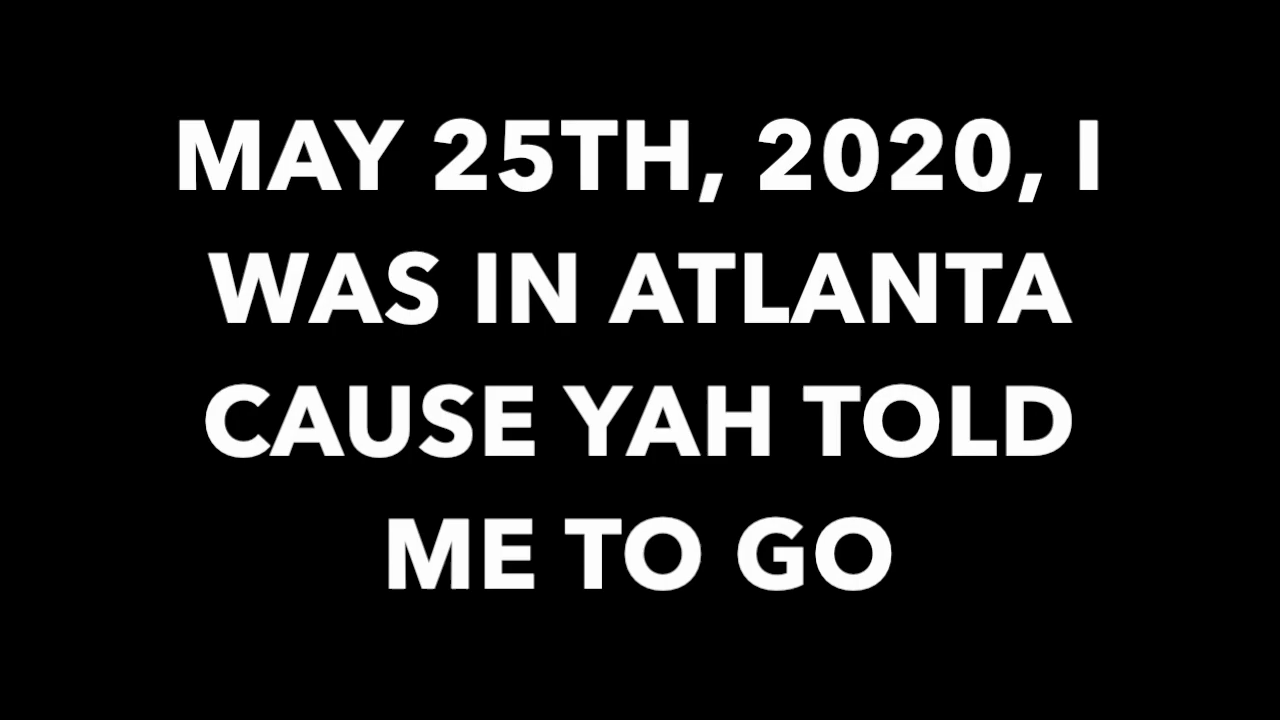 MAY 25TH, 2020, I
WAS IN ATLANTA
CAUSE YAH TOLD
ME TO GO